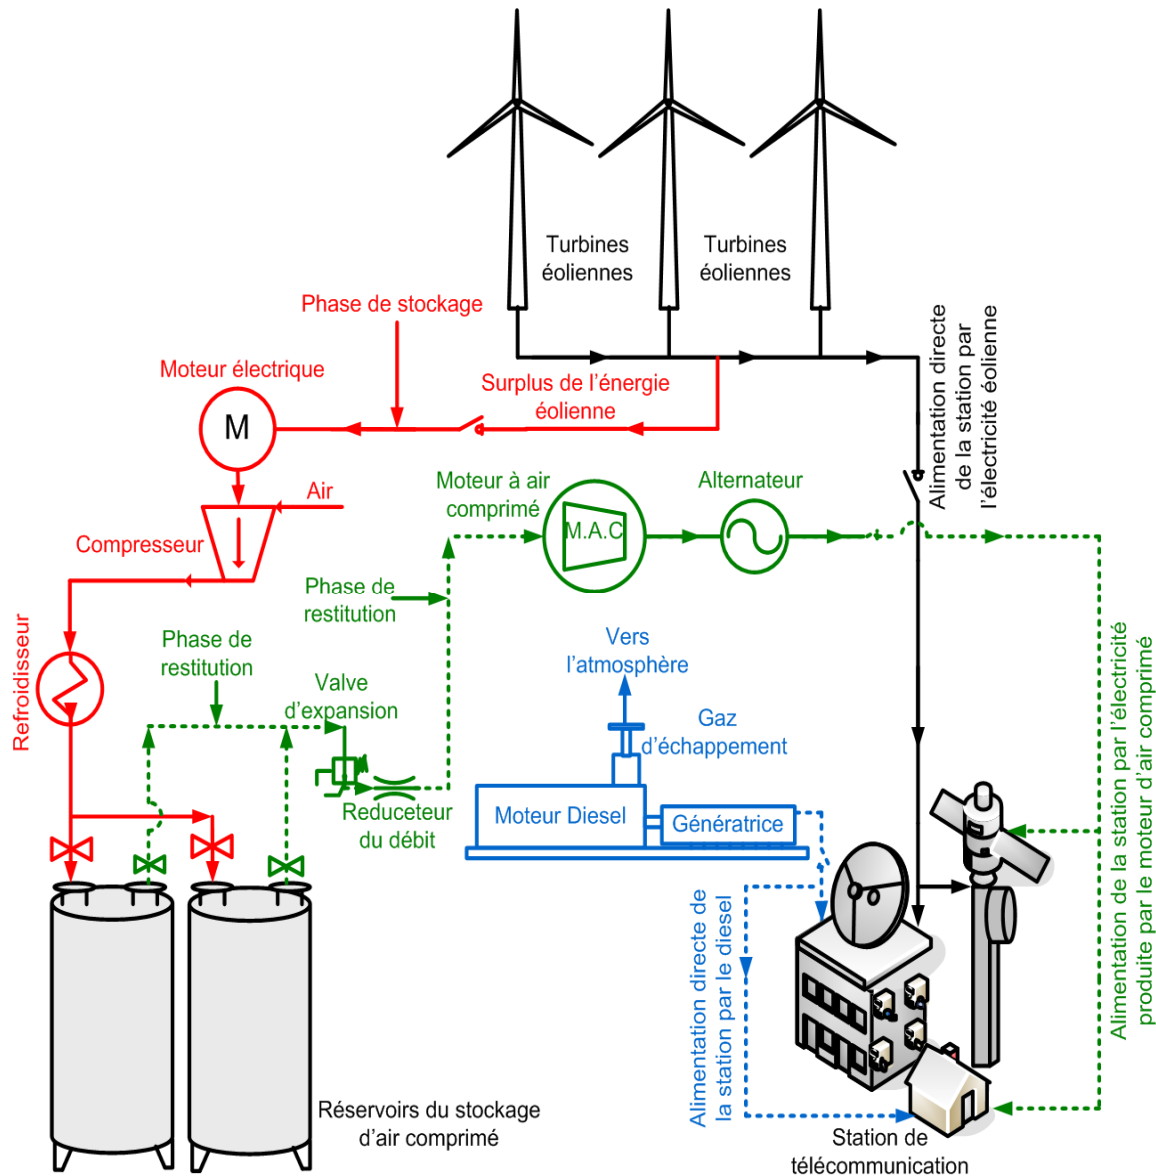 Turbines
éoliennes
Turbines
éoliennes
Phase de stockage
Alimentation directe
de la station par
l'électricité éolienne
Moteur électrique
Surplus de l'énergie
éolienne
M
Moteur à air
comprimé
Alternateur
Air
M.A.C
Compresseur
Phase de
restitution
Phase de
restitution
Vers
l'atmosphère
Refroidisseur
Valve
d'expansion
Gaz
d'échappement
Alimentation de la station par l'électricité
produite par le moteur d'air comprimé
Reduceteur
du débit
Moteur Diesel
Génératrice
Alimentation directe de
la station par le diesel
Réservoirs du stockage
d'air comprimé
Station de
télécommunication